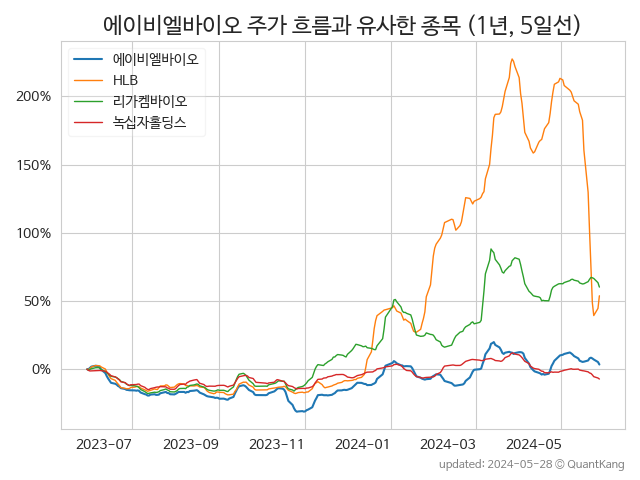 에이비엘바이오 주가 흐름과 유사한 종목 (1년, 5일선)
에이비엘바이오
HLB
리가켐바이오
녹십자홀딩스
200%
150%
100%
50%
0%
2023-07 2023-09 2023-11 2024-01 2024-03 2024-05
updated: 2024-05-28 © QuantKang